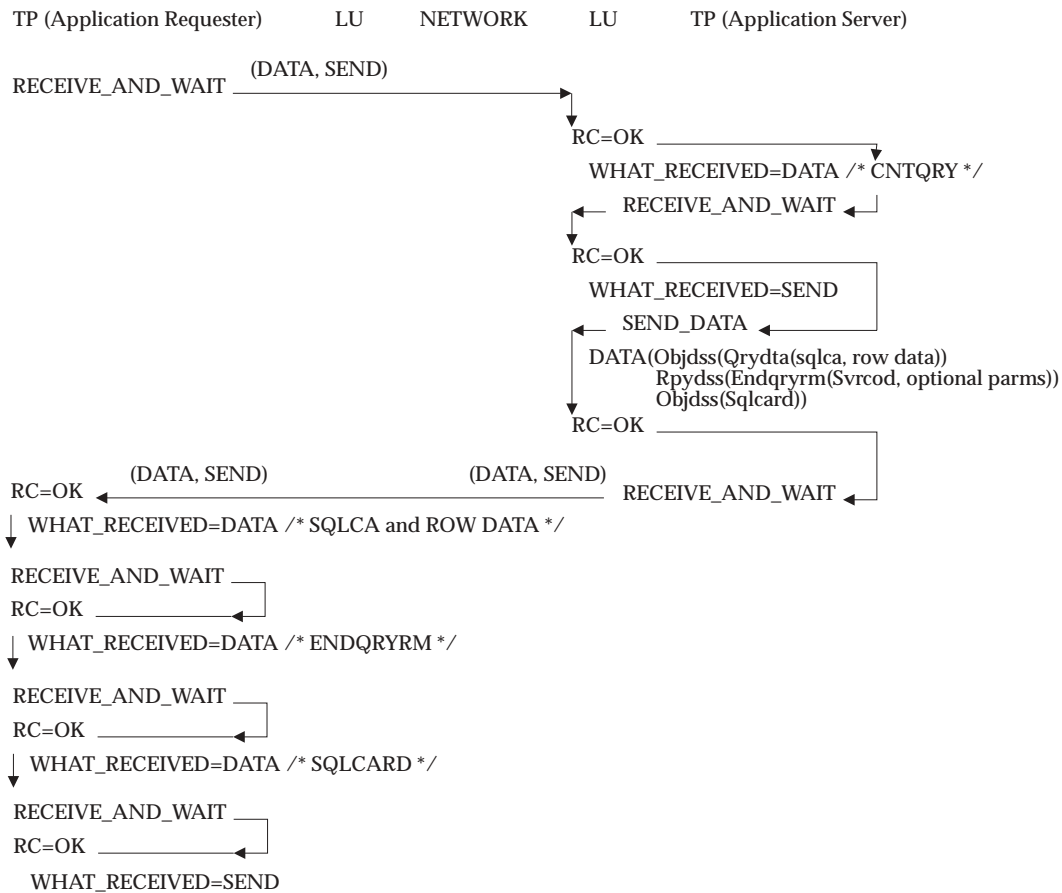 TP (Application Requester) LU NETWORK LU TP (Application Server)
(DATA, SEND)
RECEIVE_AND_WAIT
RC=OK
WHAT_RECEIVED=DATA /* CNTQRY */
RECEIVE_AND_WAIT
RC=OK
WHAT_RECEIVED=SEND
SEND_DATA
DATA(Objdss(Qrydta(sqlca, row data))
Rpydss(Endqryrm(Svrcod, optional parms))
Objdss(Sqlcard))
RC=OK
(DATA, SEND) (DATA, SEND)
RC=OK RECEIVE_AND_WAIT
WHAT_RECEIVED=DATA /* SQLCA and ROW DATA */
RECEIVE_AND_WAIT
RC=OK
WHAT_RECEIVED=DATA /* ENDQRYRM */
RECEIVE_AND_WAIT
RC=OK
WHAT_RECEIVED=DATA /* SQLCARD */
RECEIVE_AND_WAIT
RC=OK
WHAT_RECEIVED=SEND